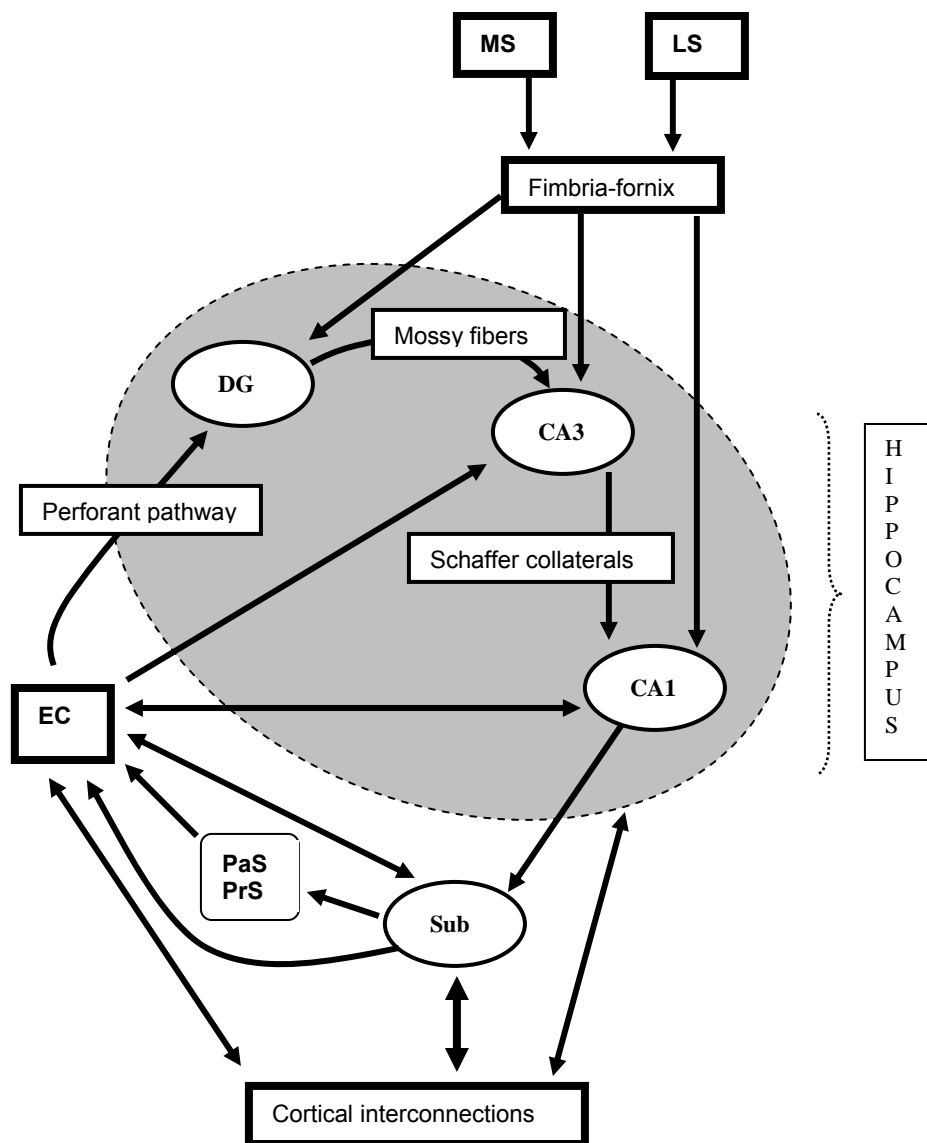 MS
LS
Fimbria-fornix
Mossy fibers
DG
CA3
Perforant pathway
Schaffer collaterals
H
I
P
P
O
C
A
M
P
U
S
CA1
EC
PaS
PrS
Sub
Cortical interconnections